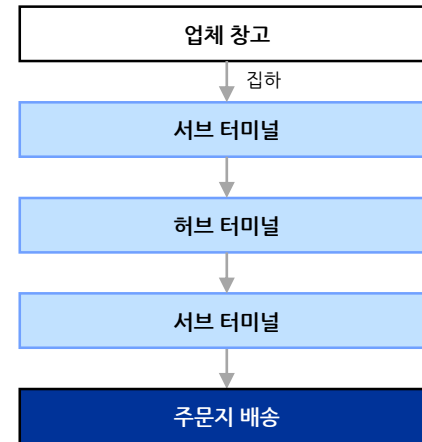 업체 창고
집하
서브 터미널
허브 터미널
서브 터미널
주문지 배송